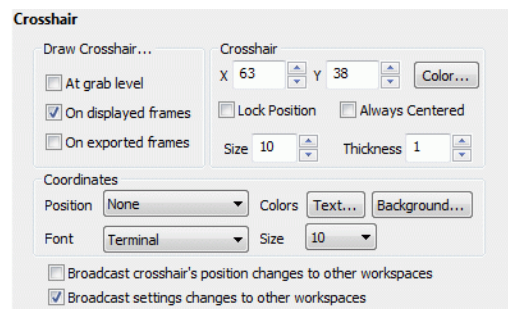 Crosshair
Draw Crosshair... Crosshair
X 63 Y 38 Color...
At grab level
On displayed frames Lock Position Always Centered
On exported frames Size 10 Thickness 1
Coordinates
Position None Colors Text... Background...
Font Terminal Size 10
Broadcast crosshair's position changes to other workspaces
Broadcast settings changes to other workspaces